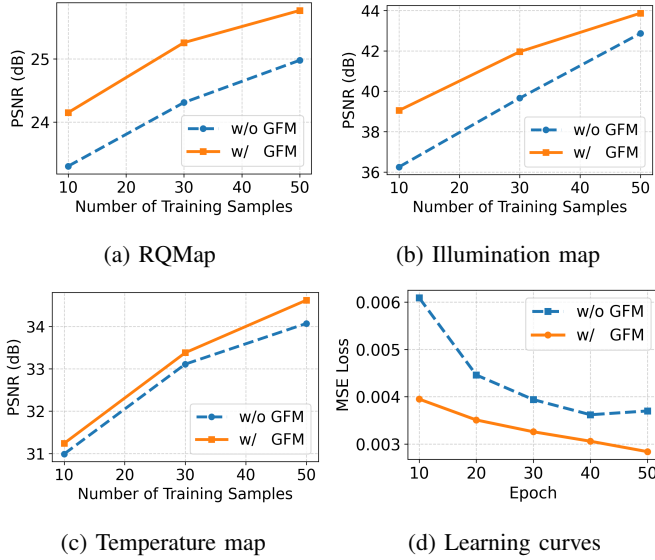 PSNR (dB)
25
24
10 20 30 40 50
Number of Training Samples
w/o GFM
w/ GFM
(a) RQMap
PSNR (dB)
44
42
40
38
36
10 20 30 40 50
Number of Training Samples
w/o GFM
w/ GFM
(b) Illumination map
PSNR (dB)
34
33
32
31
10 20 30 40 50
Number of Training Samples
w/o GFM
w/ GFM
(c) Temperature map
MSE Loss
0.006
0.005
0.004
0.003
10 20 30 40 50
Epoch
w/o GFM
w/ GFM
(d) Learning curves